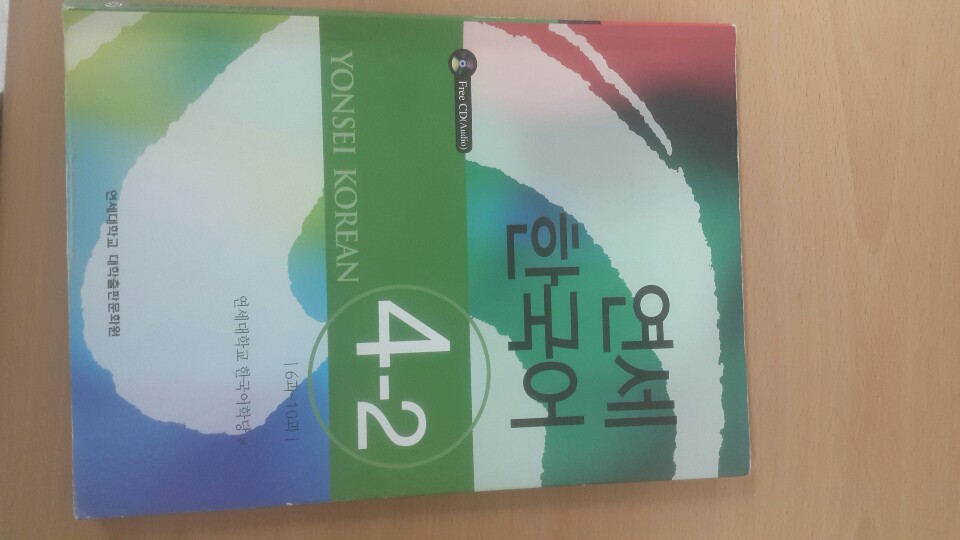 Free CD(Audio)
연세
한국어
YONSEI KOREAN
4-2
| 6과-10과 |
연세대학교 한국어학당 편
연세대학교 대학출판문화원